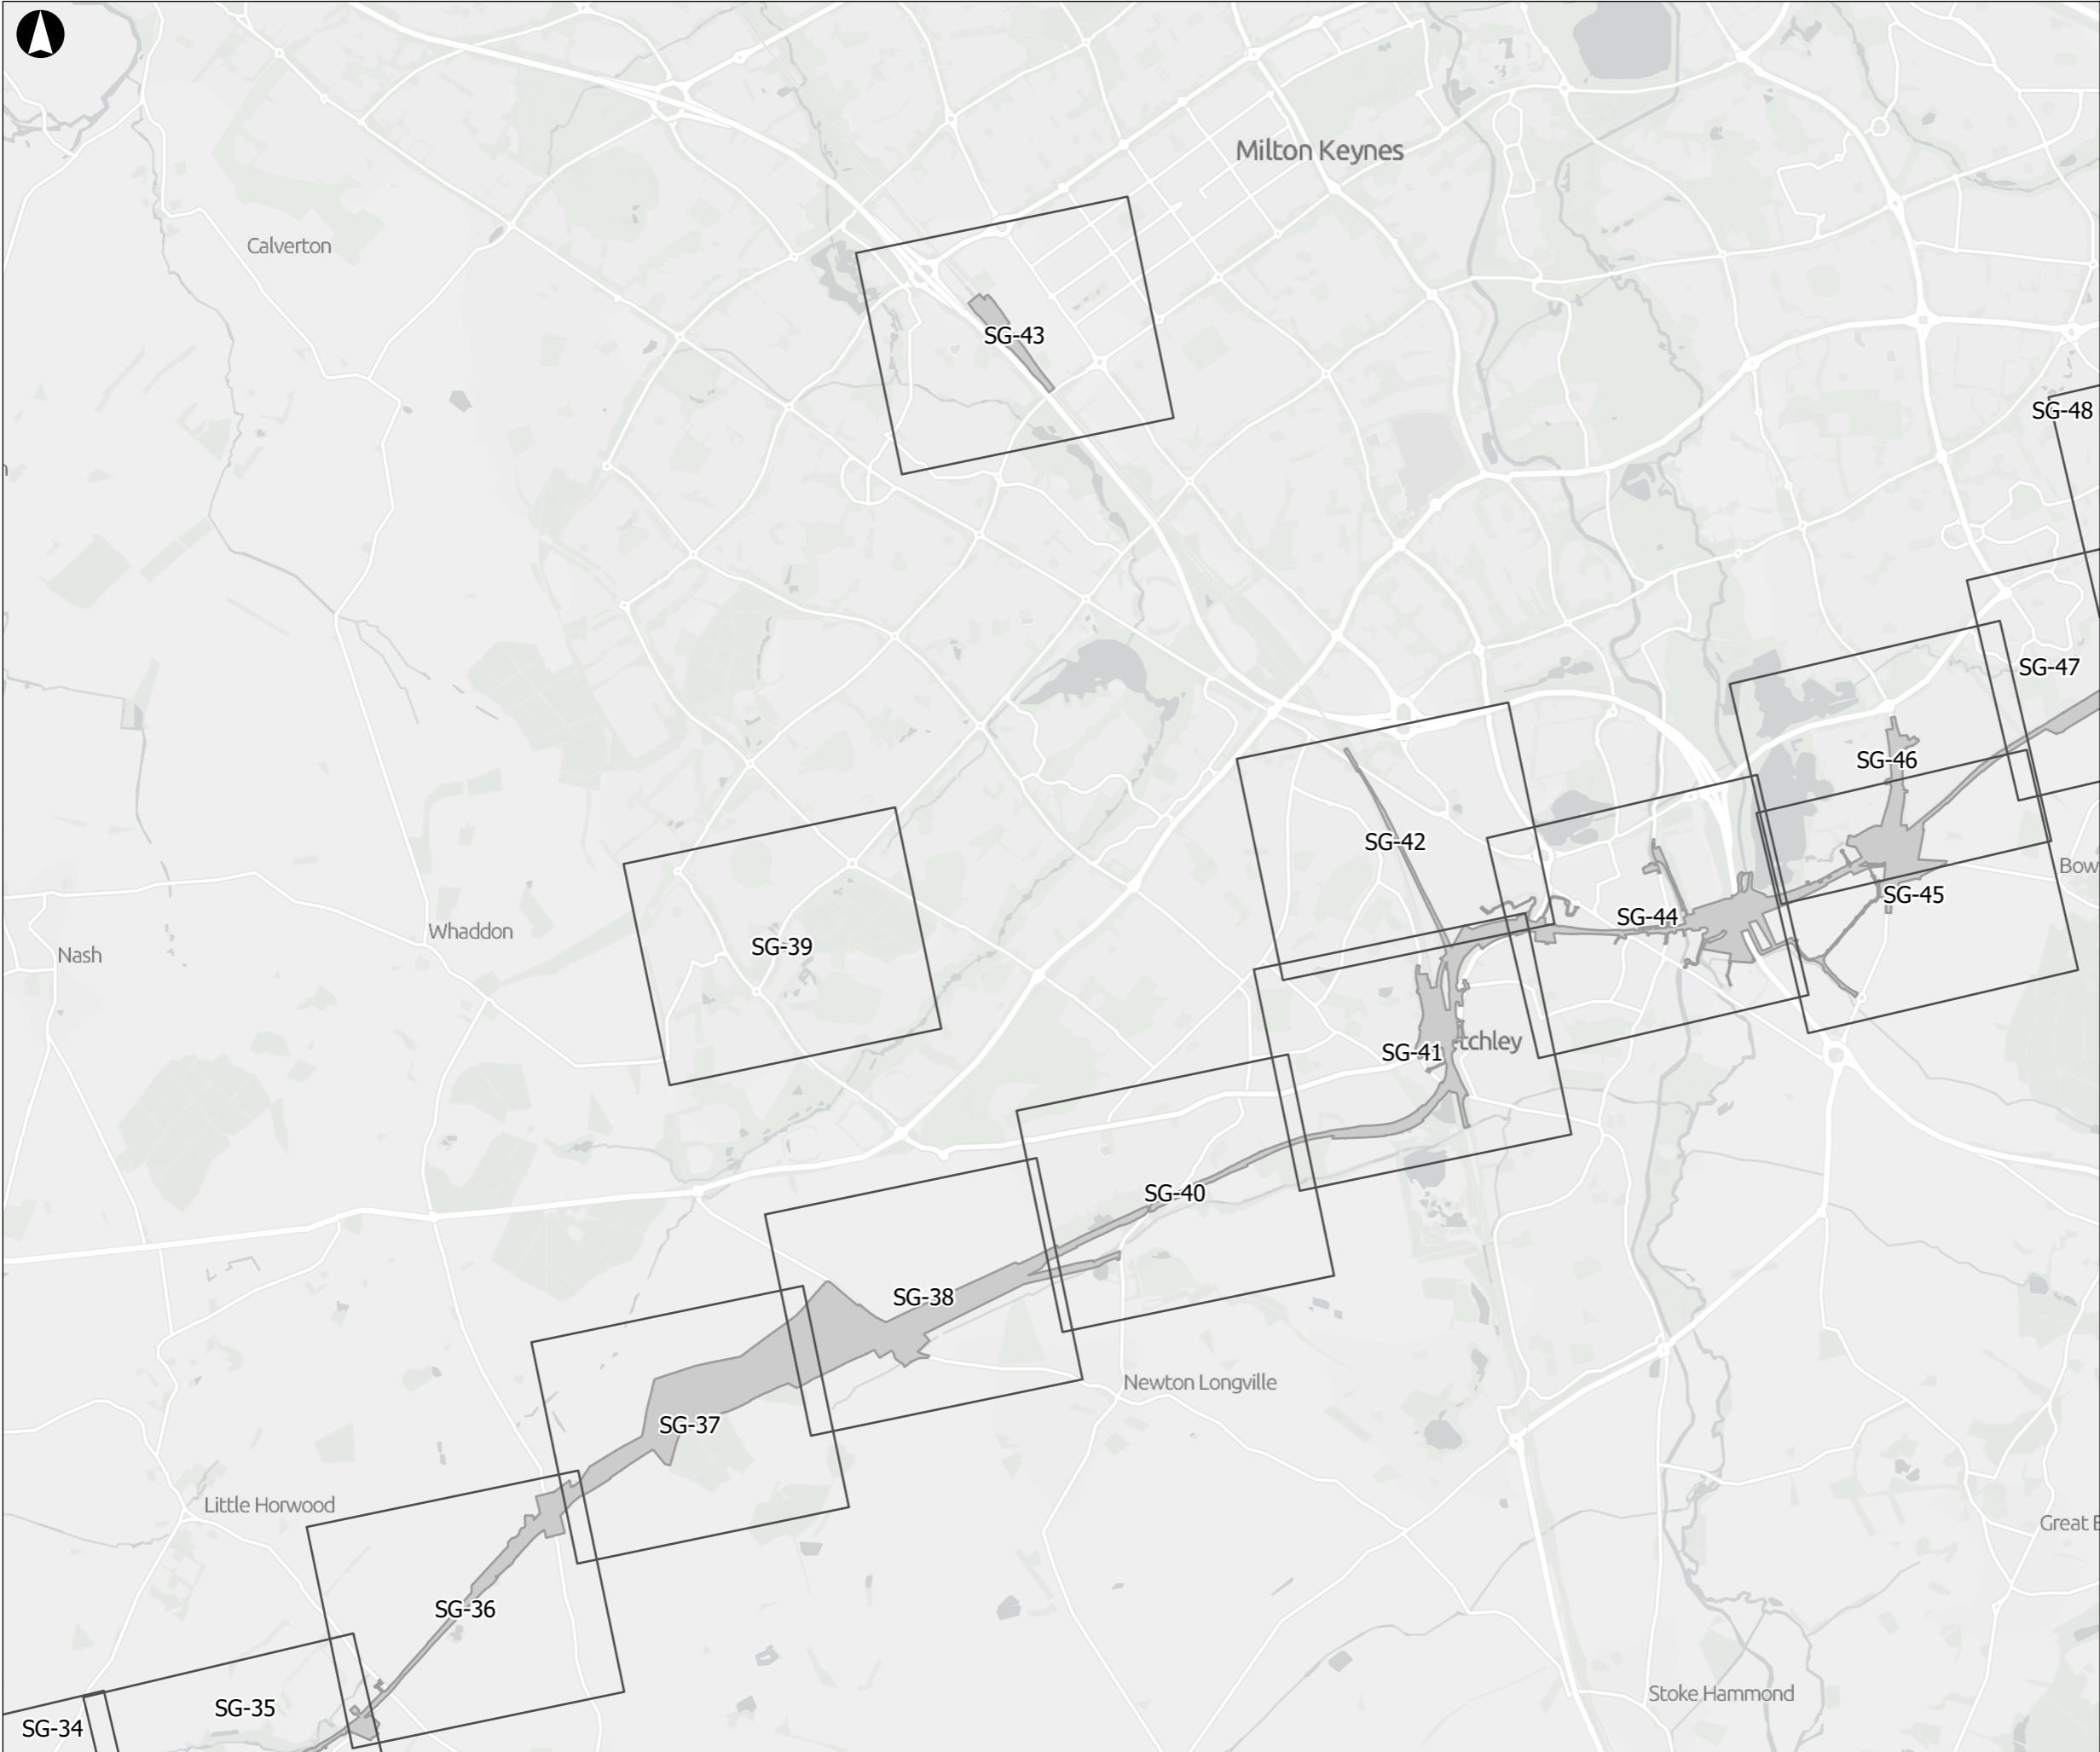 Milton Keynes
Calverton
SG-43
SG-48
SG-47
SG-46
SG-42
Bow
SG-45
SG-44
Whaddon
SG-39
Nash
tchley
SG-41
SG-40
SG-38
Newton Longville
SG-37
Little Horwood
Great E
SG-36
Stoke Hammond
SG-35
SG-34